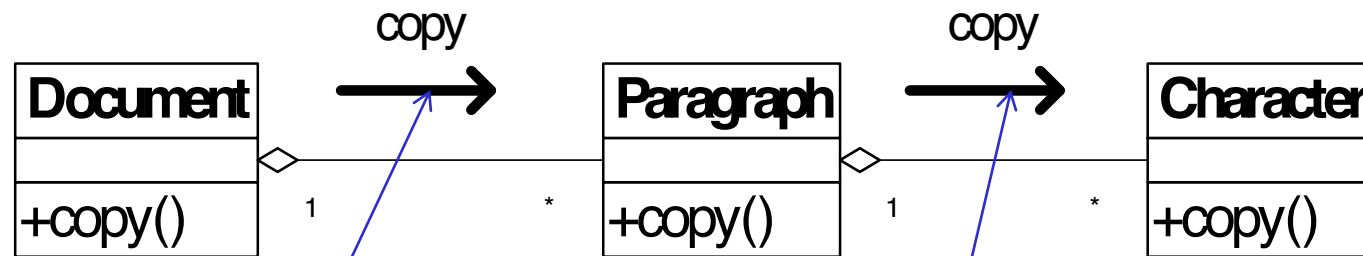 copy copy
Document Paragraph Character
+copy() 1 * +copy() 1 * +copy()